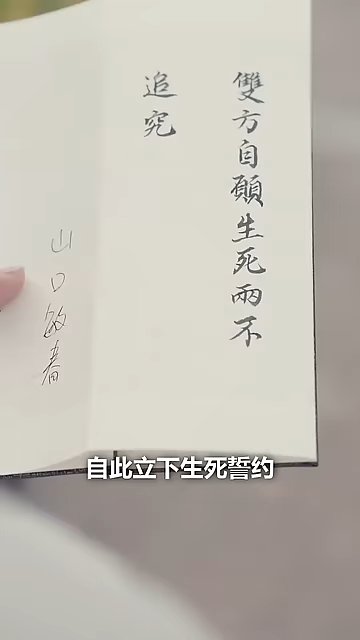 雙方自願生死兩不
追究
山口敏春
自此立下生死誓约